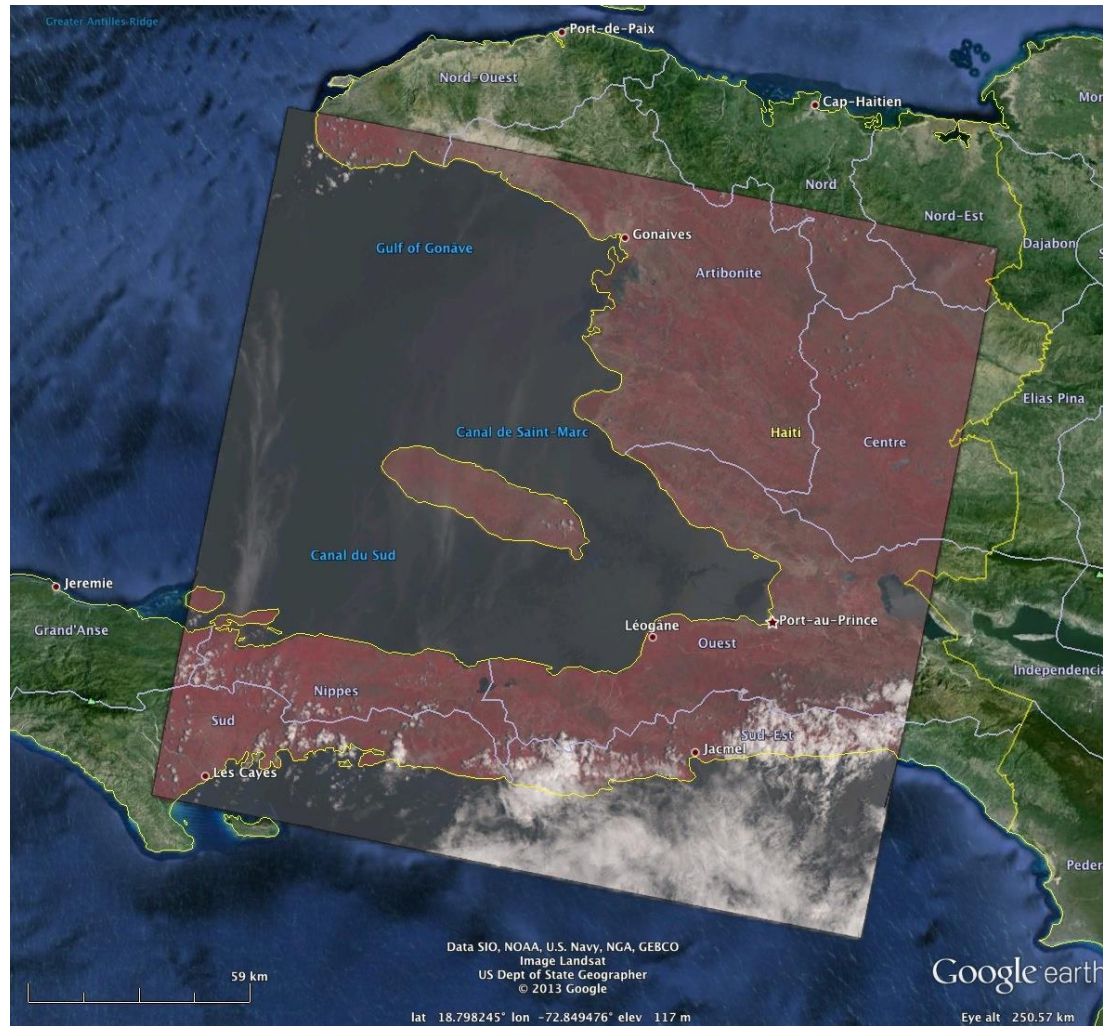 Greater Antilles Ridge
Port-de-Paix
Nord-Ouest
Cap-Haïtien
Nord
Nord-Est
Dajabon
Gonaives
Gulf of Gonâve
Artibonite
Elias Pina
Canal de Saint-Marc
Haiti
Centre
Canal du Sud
Jeremie
Grand'Anse
Léogâne
Port-au-Prince
Ouest
Independencia
Nippes
Sud
Sud-Est
Jacmel
Les Cayes
Peder
Data SIO, NOAA, U.S. Navy, NGA, GEBCO
Image Landsat
US Dept of State Geographer
© 2013 Google
59 km
Google earth
lat 18.798245° lon -72.849476° elev 117 m
Eye alt 250.57 km